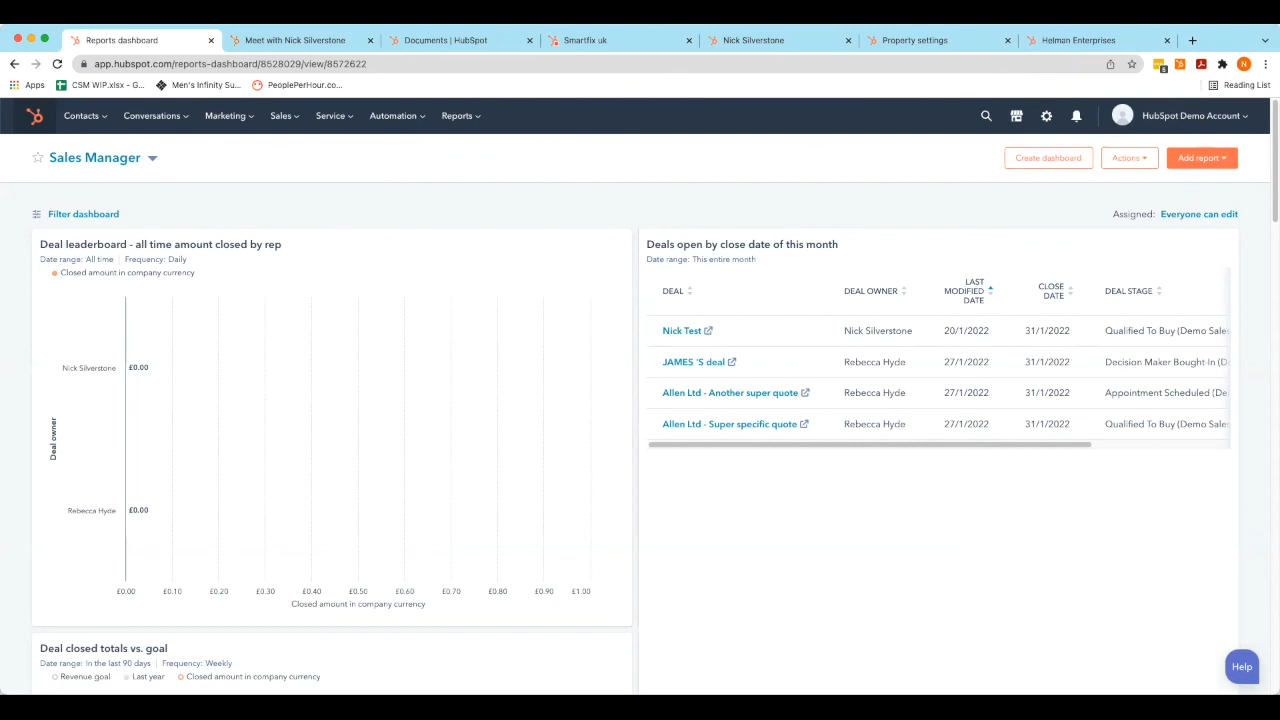 Reports dashboard
Meet with Nick Silverstone
Documents | HubSpot
Smartfix uk
Nick Silverstone
Property settings
Helman Enterprises
app.hubspot.com/reports-dashboard/8528029/view/8572622
Apps
CSM WIP.xlsx - G...
Men's Infinity Su...
PeoplePerHour.co...
Reading List
Contacts
Conversations
Marketing
Sales
Service
Automation
Reports
HubSpot Demo Account
Sales Manager
Create dashboard
Actions
Add report
Filter dashboard
Assigned: Everyone can edit
Deal leaderboard - all time amount closed by rep
Date range: All time | Frequency: Daily
Closed amount in company currency
Deal owner
Nick Silverstone
£0.00
Rebecca Hyde
£0.00
£0.00 £0.10 £0.20 £0.30 £0.40 £0.50 £0.60 £0.70 £0.80 £0.90 £1.00
Closed amount in company currency
Deals open by close date of this month
Date range: This entire month
DEAL DEAL OWNER LAST MODIFIED DATE CLOSE DATE DEAL STAGE
Nick Test Nick Silverstone 20/1/2022 31/1/2022 Qualified To Buy (Demo Sales
JAMES 'S deal Rebecca Hyde 27/1/2022 31/1/2022 Decision Maker Bought-In (D
Allen Ltd - Another super quote Rebecca Hyde 27/1/2022 31/1/2022 Appointment Scheduled (De
Allen Ltd - Super specific quote Rebecca Hyde 27/1/2022 31/1/2022 Qualified To Buy (Demo Sales
Deal closed totals vs. goal
Date range: In the last 90 days | Frequency: Weekly
Revenue goal Last year Closed amount in company currency
Help